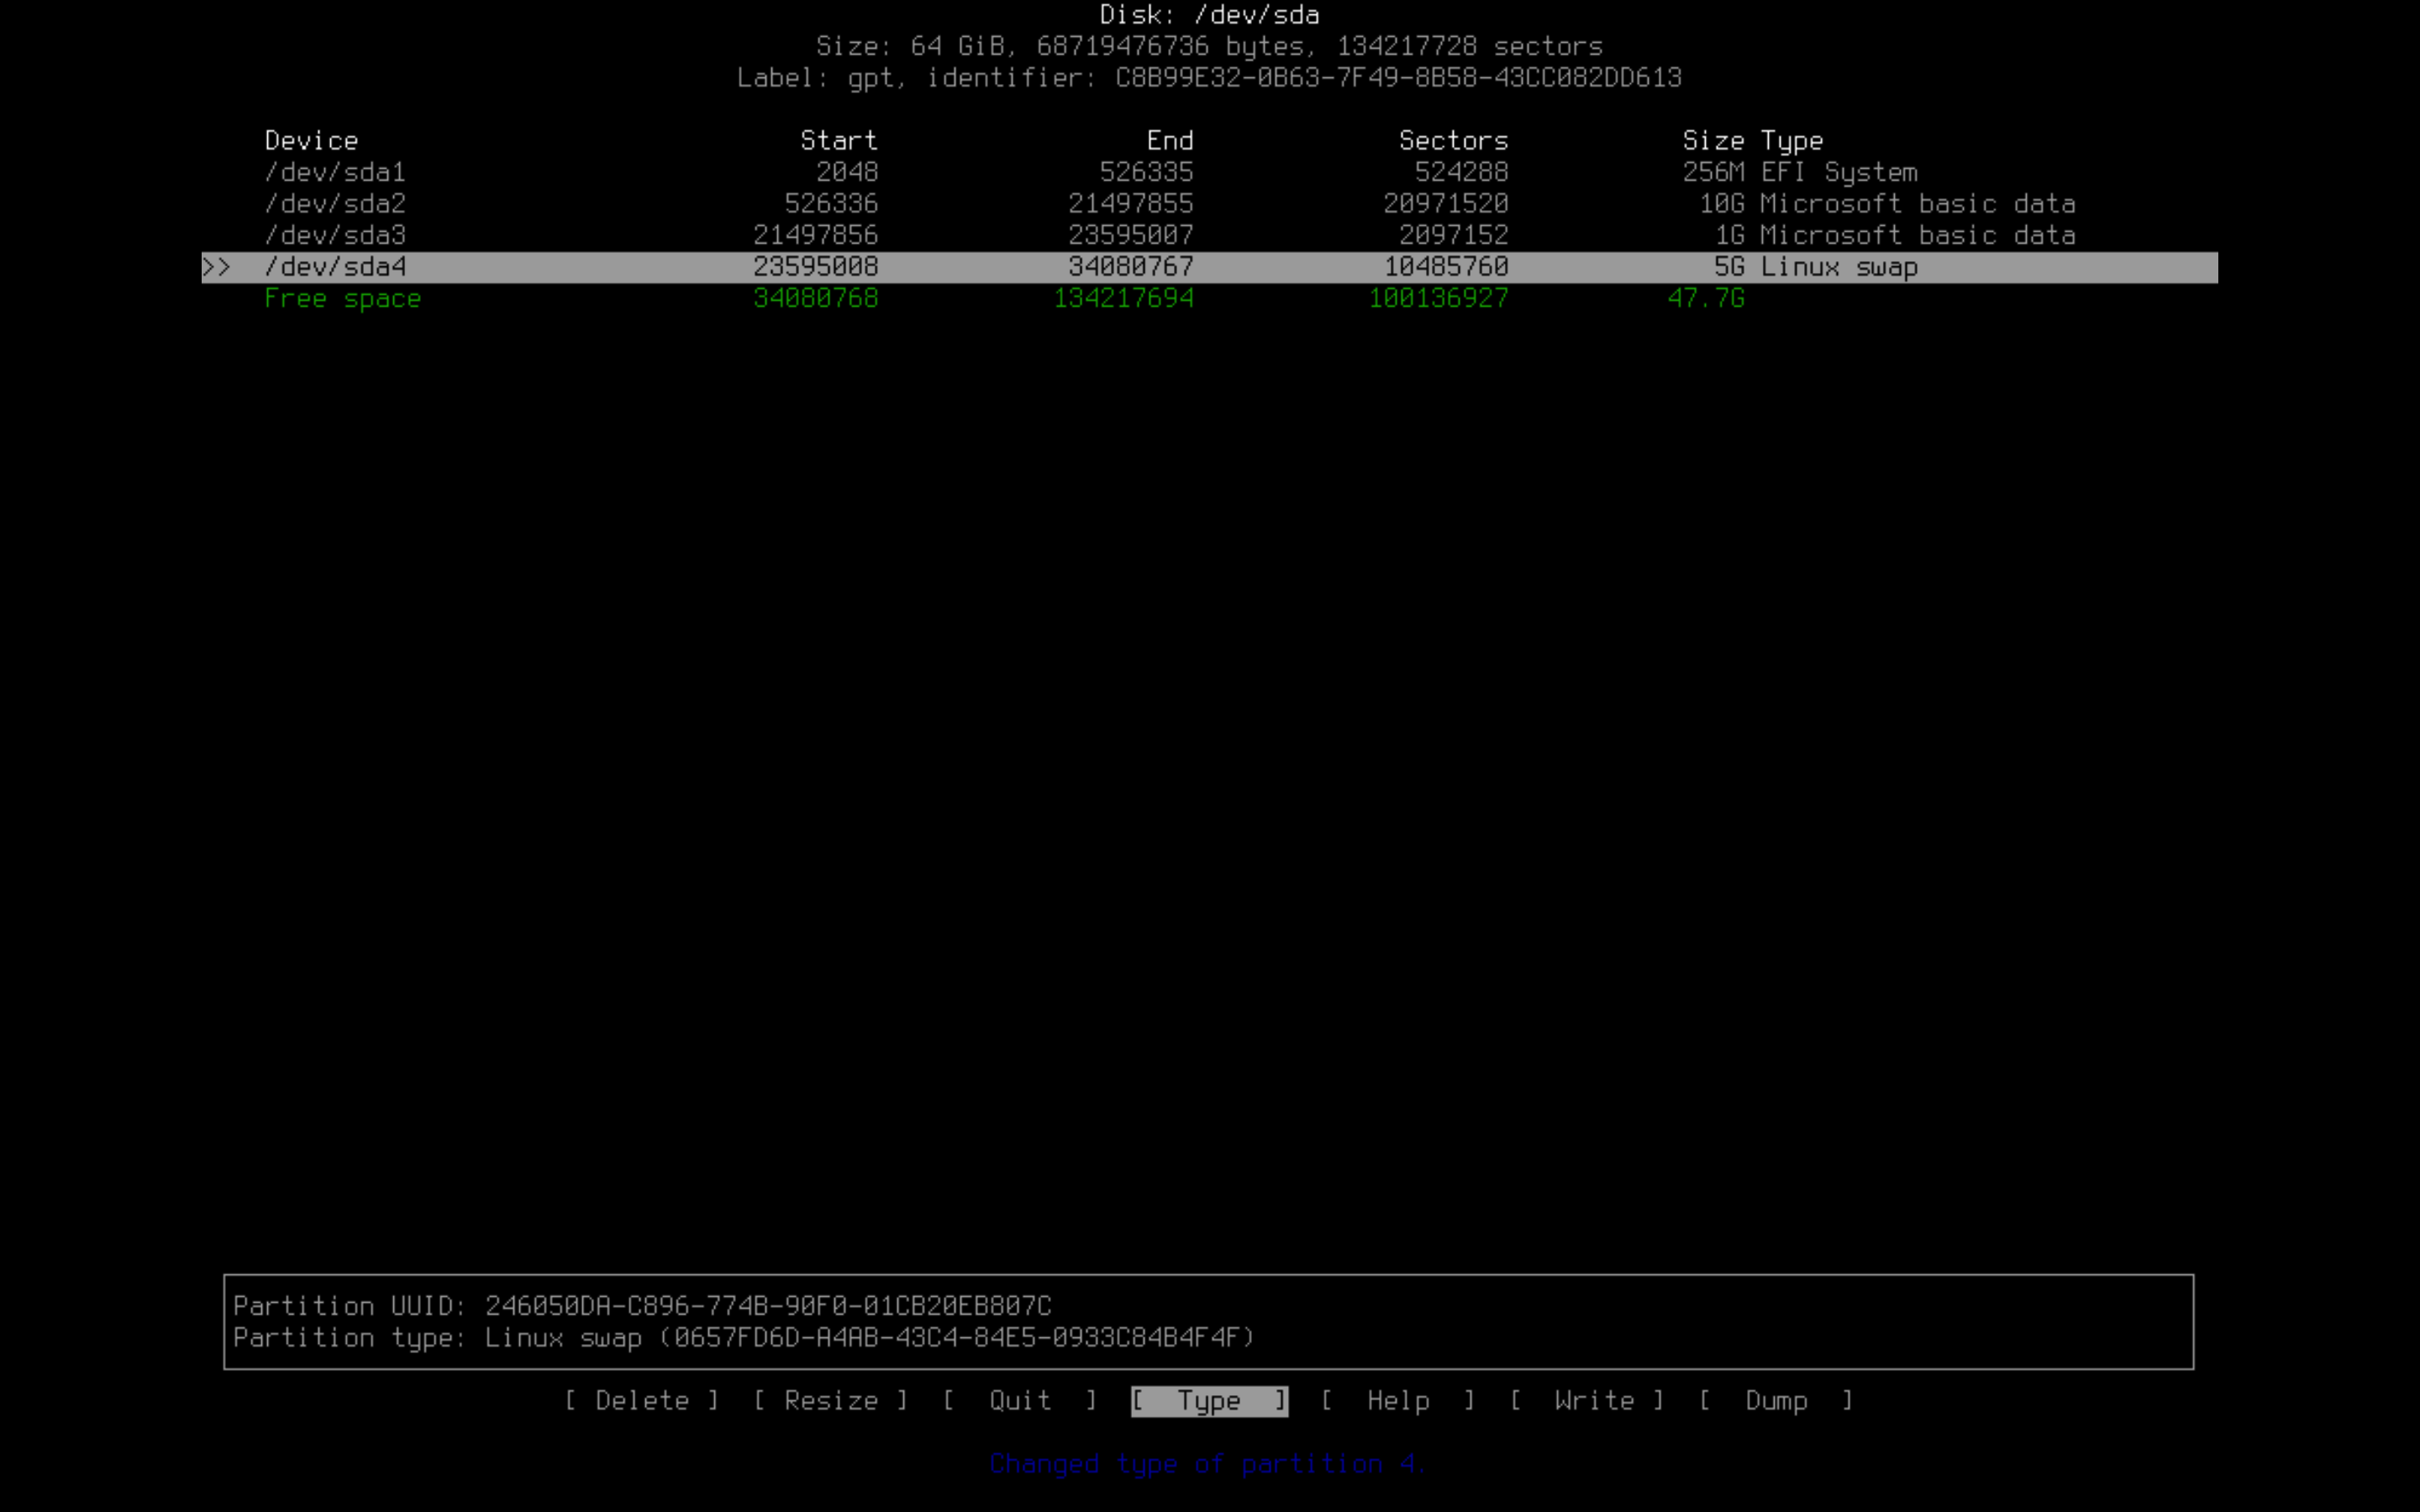 Disk: /dev/sda
Size: 64 GiB, 68719476736 bytes, 134217728 sectors
Label: gpt, identifier: C8B99E32-0B63-7F49-8B58-43CC082DD613
Device Start End Sectors Size Type
/dev/sda1 2048 526335 524288 256M EFI System
/dev/sda2 526336 21497855 20971520 10G Microsoft basic data
/dev/sda3 21497856 23595007 2097152 1G Microsoft basic data
>> /dev/sda4 23595008 34080767 10485760 5G Linux swap
Free space 34080768 134217694 100136927 47.7G
Partition UUID: 246050DA-C896-774B-90F0-01CB20EB807C
Partition type: Linux swap (0657FD6D-A4AB-43C4-84E5-0933C84B4F4F)
[ Delete ] [ Resize ] [ Quit ] [ Type ] [ Help ] [ Write ] [ Dump ]
Changed type of partition 4.